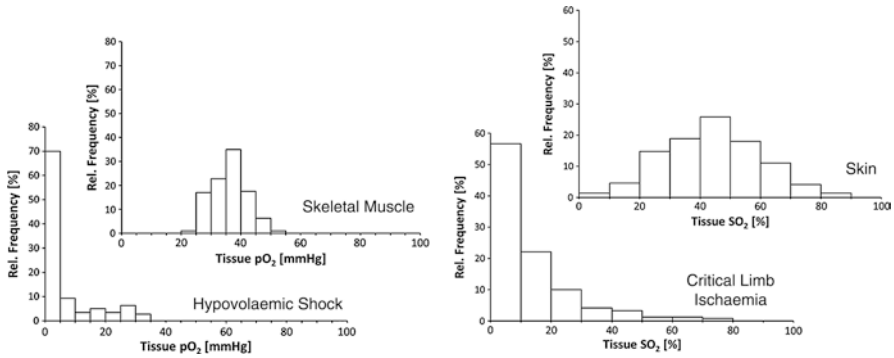 80
70
60
50
40
30
20
10
0
Rel. Frequency [%]
0 20 40 60 80 100
Tissue pO₂ [mmHg]
Skeletal Muscle
80
70
60
50
40
30
20
10
0
Rel. Frequency [%]
0 20 40 60 80 100
Tissue pO₂ [mmHg]
Hypovolaemic Shock
60
50
40
30
20
10
0
Rel. Frequency [%]
0 20 40 60 80 100
Tissue SO₂ [%]
Skin
60
50
40
30
20
10
0
Rel. Frequency [%]
0 20 40 60 80 100
Tissue SO₂ [%]
Critical Limb
Ischaemia